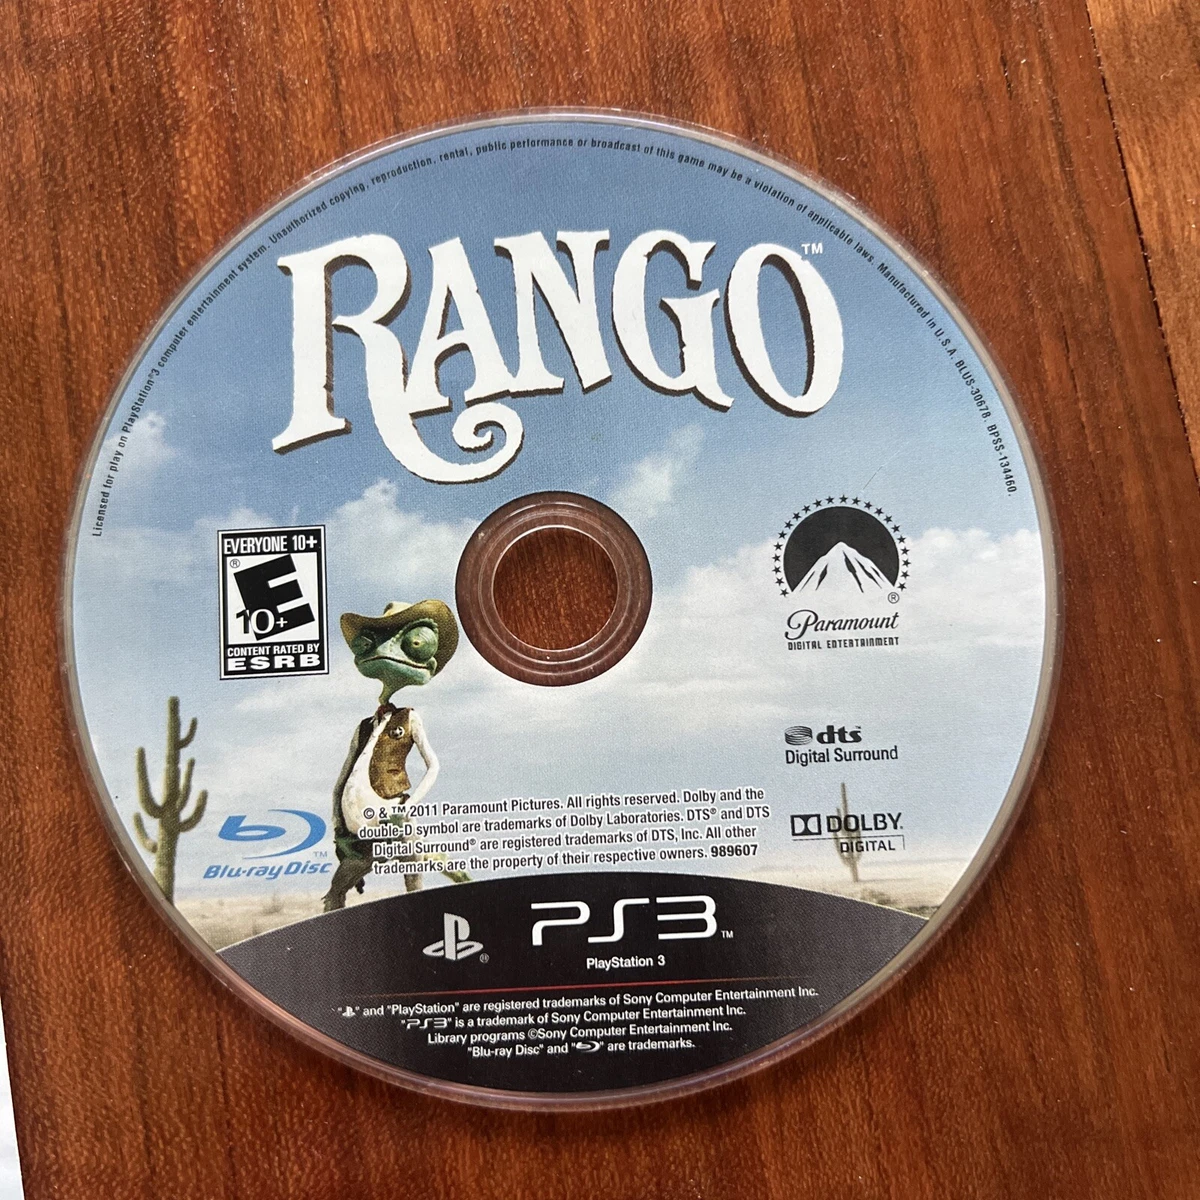 Licensed for play on PlayStation®3 computer entertainment system. Unauthorized copying, reproduction, rental, public performance or broadcast of this game may be a violation of applicable laws. Manufactured in U.S.A. BLUS-30678. BPSS-134460.
RANGO™
EVERYONE 10+
®
E
10+
CONTENT RATED BY
ESRB
®
Paramount
DIGITAL ENTERTAINMENT
dts
Digital Surround
DOLBY.
DIGITAL
Blu-ray Disc™
© & ™ 2011 Paramount Pictures. All rights reserved. Dolby and the
double-D symbol are trademarks of Dolby Laboratories. DTS® and DTS
Digital Surround® are registered trademarks of DTS, Inc. All other
trademarks are the property of their respective owners. 989607
® PS3™
PlayStation 3
" " and "PlayStation" are registered trademarks of Sony Computer Entertainment Inc.
"PS3" is a trademark of Sony Computer Entertainment Inc.
Library programs ©Sony Computer Entertainment Inc.
"Blu-ray Disc" and " " are trademarks.